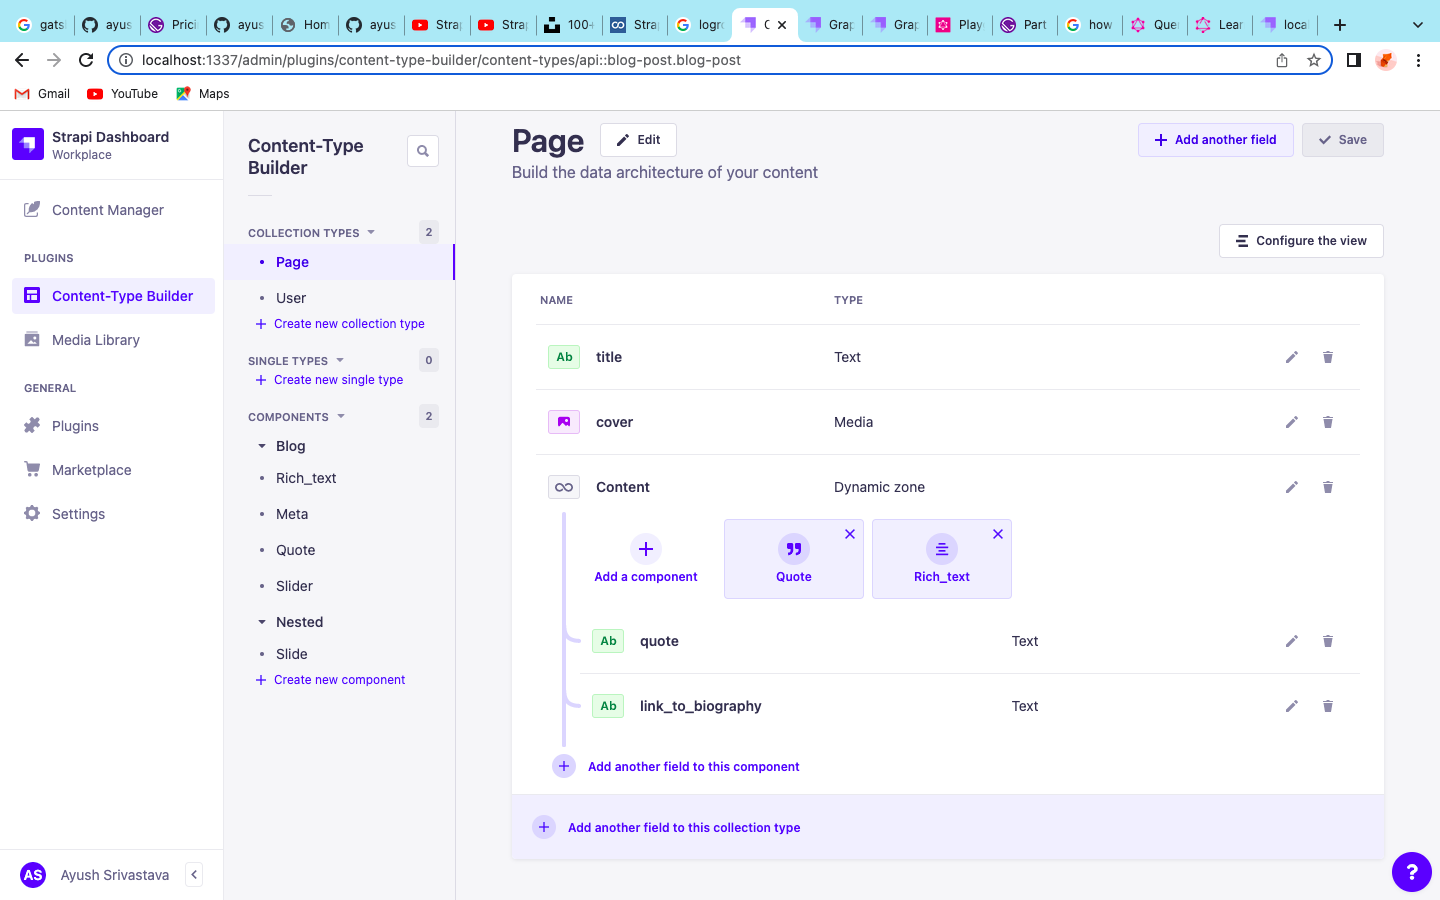 gats
ayus
Prici
ayus
Hom
ayus
Stra
Stra
100+
Stra
logro
Grap
Grap
Play
Part
how
Que
Lear
loca
localhost:1337/admin/plugins/content-type-builder/content-types/api::blog-post.blog-post
Gmail
YouTube
Maps
Strapi Dashboard
Workplace
Content Manager
PLUGINS
Content-Type Builder
Media Library
GENERAL
Plugins
Marketplace
Settings
AS
Ayush Srivastava
Content-Type
Builder
COLLECTION TYPES
2
Page
User
Create new collection type
SINGLE TYPES
0
Create new single type
COMPONENTS
2
Blog
Rich_text
Meta
Quote
Slider
Nested
Slide
Create new component
Page
Edit
Add another field
Save
Build the data architecture of your content
Configure the view
NAME
TYPE
Ab
title
Text
cover
Media
Content
Dynamic zone
Add a component
Quote
Rich_text
Ab
quote
Text
Ab
link_to_biography
Text
Add another field to this component
Add another field to this collection type
?